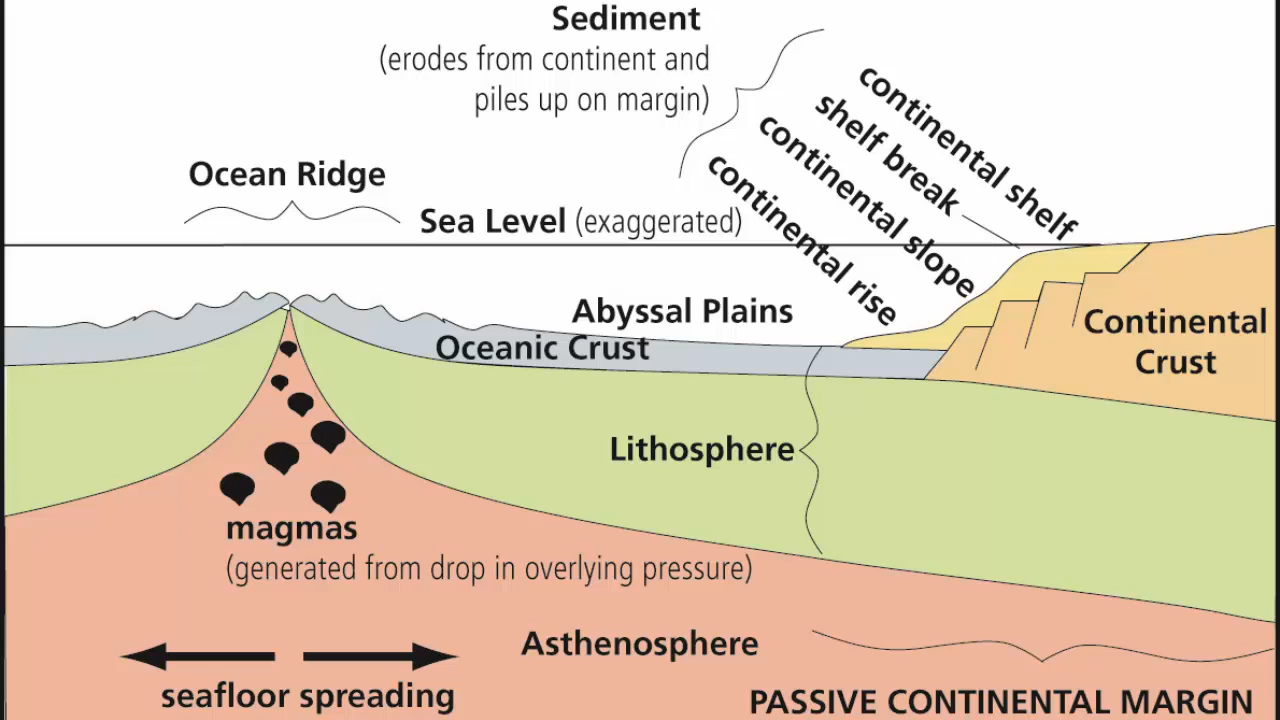 Sediment
(erodes from continent and
piles up on margin)
continental shelf
shelf break
continental slope
continental rise
Ocean Ridge
Sea Level (exaggerated)
Abyssal Plains
Oceanic Crust
Continental
Crust
Lithosphere
magmas
(generated from drop in overlying pressure)
Asthenosphere
seafloor spreading
PASSIVE CONTINENTAL MARGIN